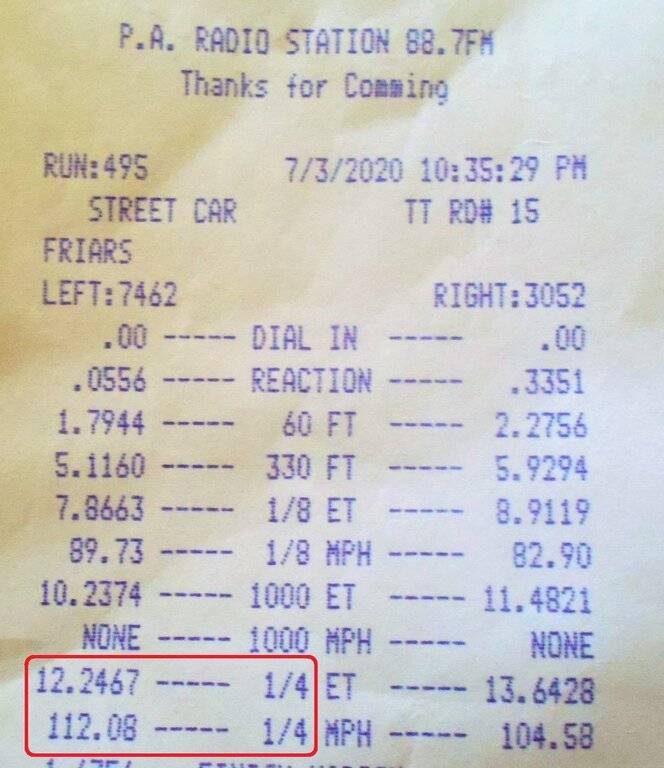 P.A. RADIO STATION 88.7FM
Thanks for Comming
RUN:495 7/3/2020 10:35:29 PM
STREET CAR TT RD# 15
FRIARS
LEFT:7462 RIGHT:3052
.00 ----- DIAL IN ----- .00
.0556 ----- REACTION ----- .3351
1.7944 ----- 60 FT ----- 2.2756
5.1160 ----- 330 FT ----- 5.9294
7.8663 ----- 1/8 ET ----- 8.9119
89.73 ----- 1/8 MPH ----- 82.90
10.2374 ----- 1000 ET ----- 11.4821
NONE ----- 1000 MPH ----- NONE
12.2467 ----- 1/4 ET ----- 13.6428
112.08 ----- 1/4 MPH ----- 104.58